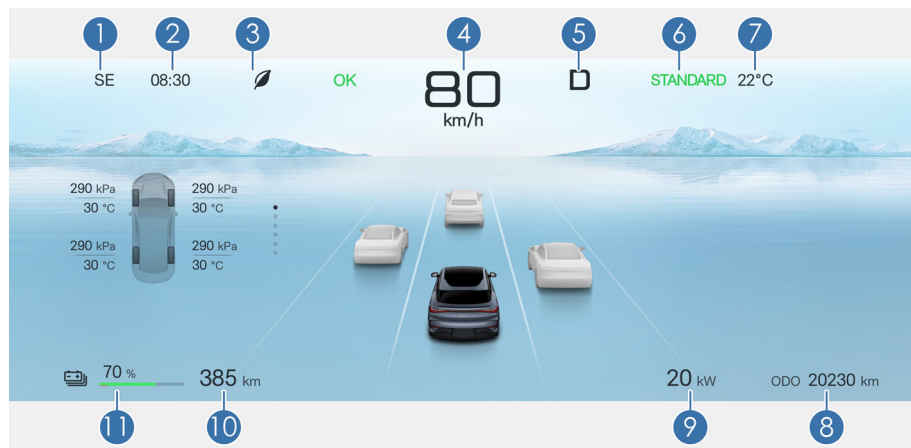 1 2 3 4 5 6 7
SE 08:30 OK 80 D STANDARD 22°C
km/h
290 kPa 290 kPa
30 °C 30 °C
290 kPa 290 kPa
30 °C 30 °C
70 % 385 km 20 kW ODO 20230 km
11 10 9 8